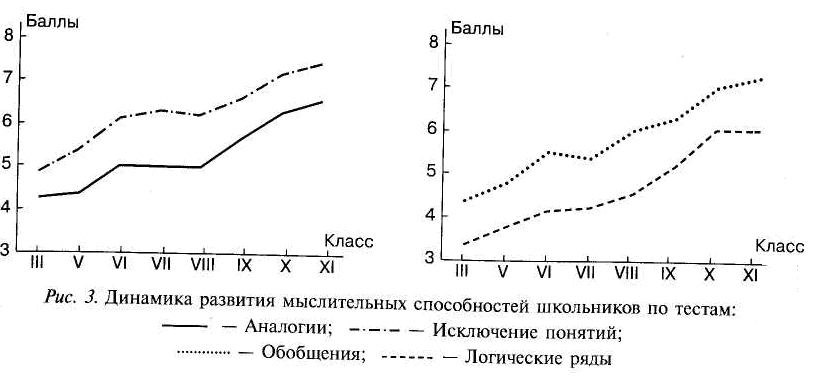 Баллы
8
7
6
5
4
3
Класс
III V VI VII VIII IX X XI
Баллы
8
7
6
5
4
3
Класс
III V VI VII VIII IX X XI
Рис. 3. Динамика развития мыслительных способностей школьников по тестам:
— Аналогии; — Исключение понятий;
— Обобщения; — Логические ряды